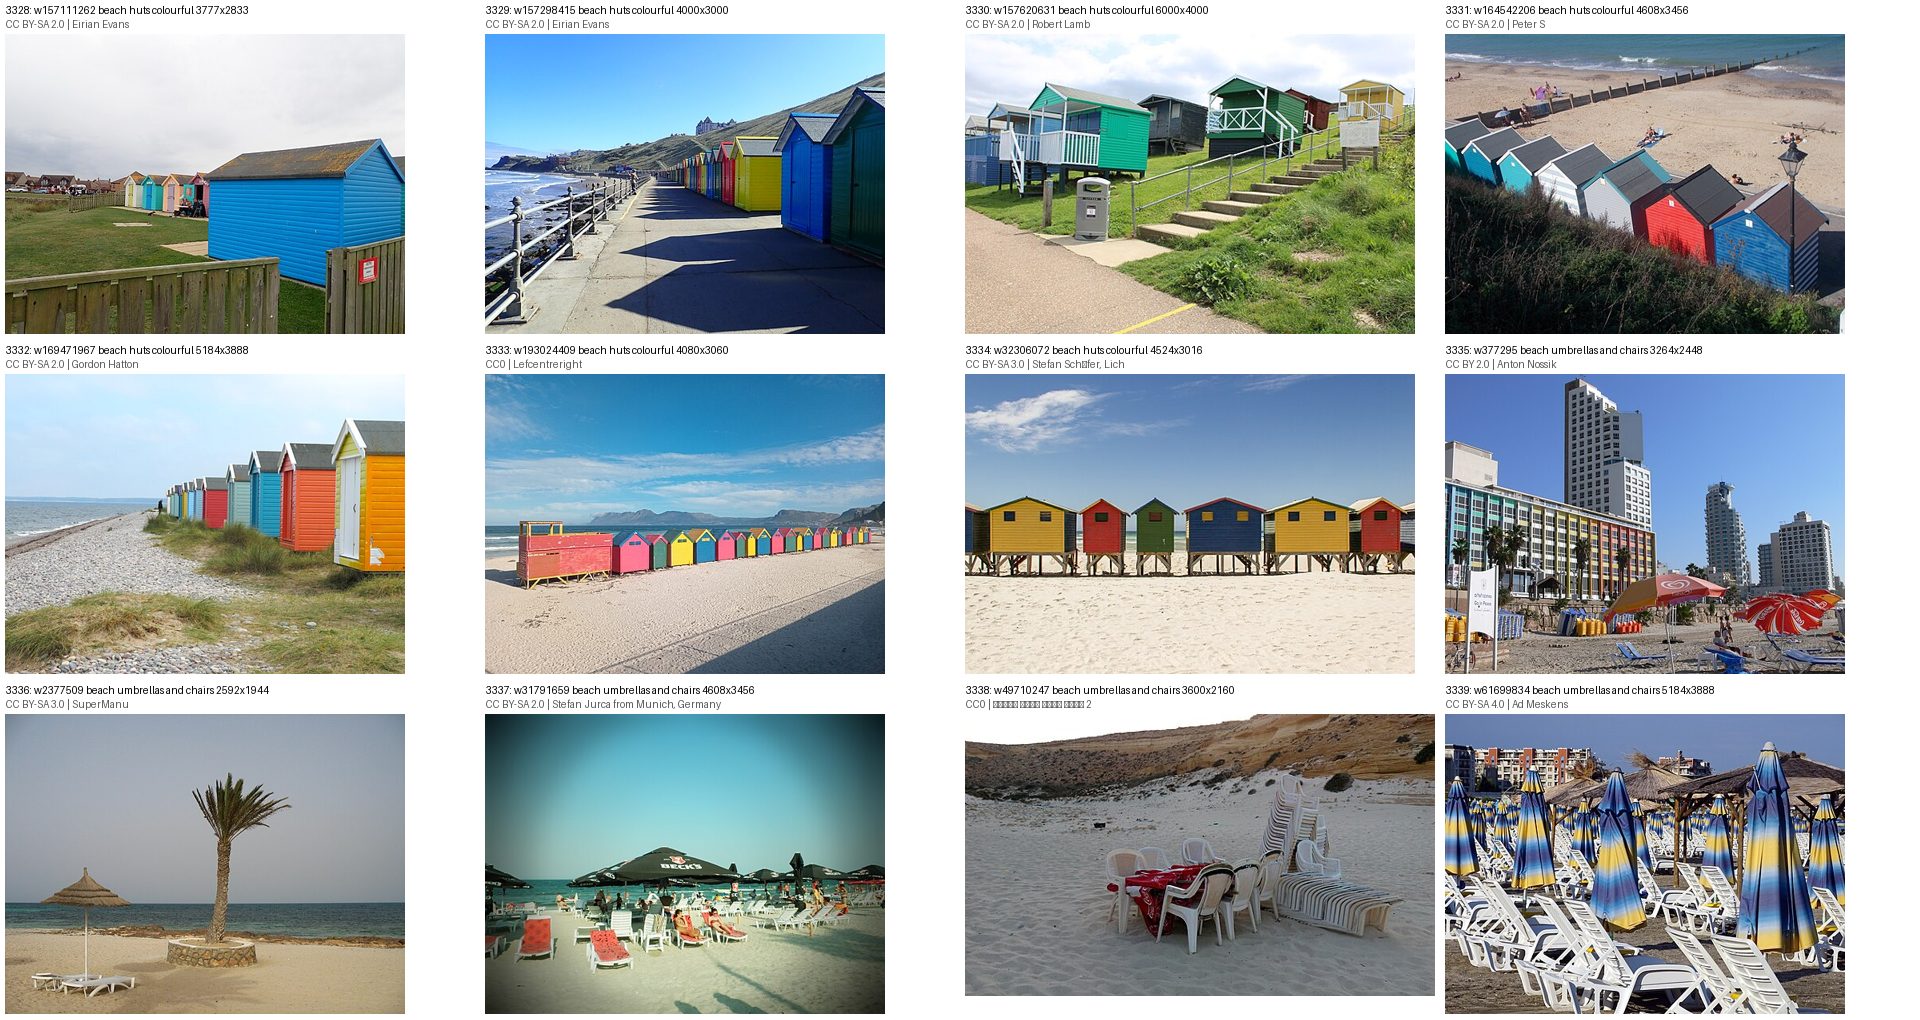 3328: w157111262 beach huts colourful 3777x2833
CC BY-SA 2.0 | Eirian Evans
3329: w157298415 beach huts colourful 4000x3000
CC BY-SA 2.0 | Eirian Evans
3330: w157620631 beach huts colourful 6000x4000
CC BY-SA 2.0 | Robert Lamb
3331: w164542206 beach huts colourful 4608x3456
CC BY-SA 2.0 | Peter S
3332: w169471967 beach huts colourful 5184x3888
CC BY-SA 2.0 | Gordon Hatton
3333: w193024409 beach huts colourful 4080x3060
CC0 | Lefcentreright
3334: w32306072 beach huts colourful 4524x3016
CC BY-SA 3.0 | Stefan Sch□fer, Lich
3335: w377295 beach umbrellas and chairs 3264x2448
CC BY 2.0 | Anton Nossik
3336: w2377509 beach umbrellas and chairs 2592x1944
CC BY-SA 3.0 | SuperManu
3337: w31791659 beach umbrellas and chairs 4608x3456
CC BY-SA 2.0 | Stefan Jurca from Munich, Germany
BECK'S
3338: w49710247 beach umbrellas and chairs 3600x2160
CC0 | □□□□□ □□□□ □□□□ □□□□ 2
3339: w61699834 beach umbrellas and chairs 5184x3888
CC BY-SA 4.0 | Ad Meskens